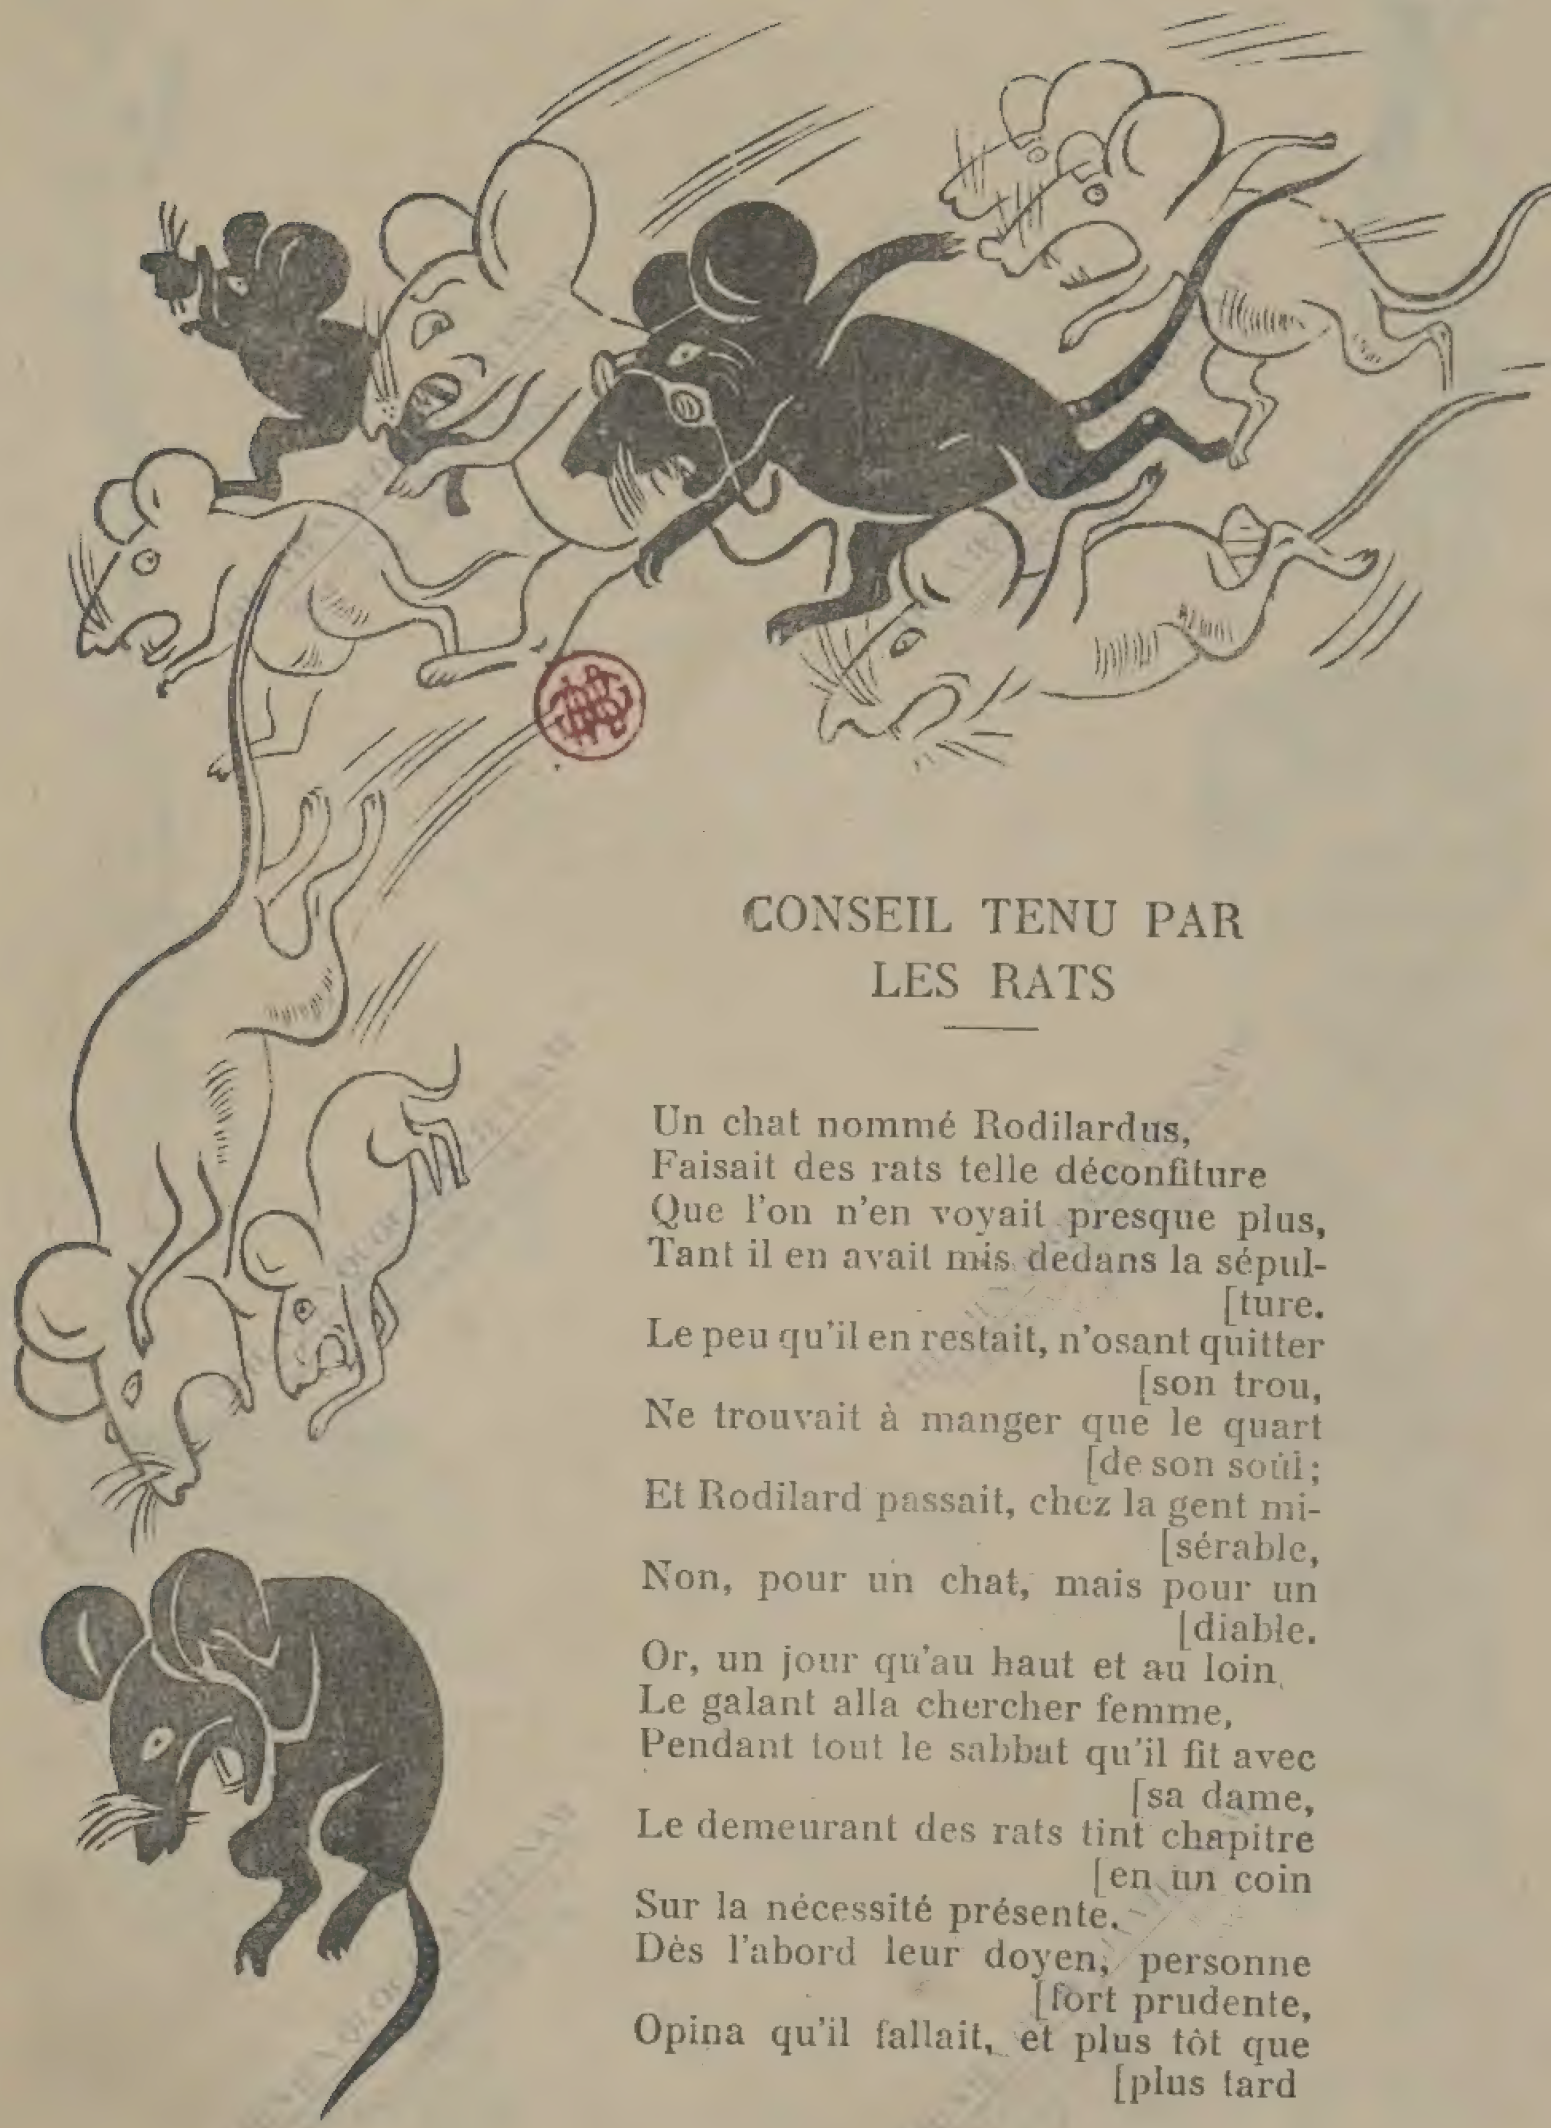 CONSEIL TENU PAR
LES RATS
Un chat nommé Rodilardus,
Faisait des rats telle déconfiture
Que l'on n'en voyait presque plus,
Tant il en avait mis dedans la sépul-
[ture.
Le peu qu'il en restait, n'osant quitter
[son trou,
Ne trouvait à manger que le quart
[de son soûl;
Et Rodilard passait, chez la gent mi-
[sérable,
Non, pour un chat, mais pour un
[diable.
Or, un jour qu'au haut et au loin
Le galant alla chercher femme,
Pendant tout le sabbat qu'il fit avec
[sa dame,
Le demeurant des rats tint chapitre
[en un coin
Sur la nécessité présente.
Dès l'abord leur doyen, personne
[fort prudente,
Opina qu'il fallait, et plus tôt que
[plus tard